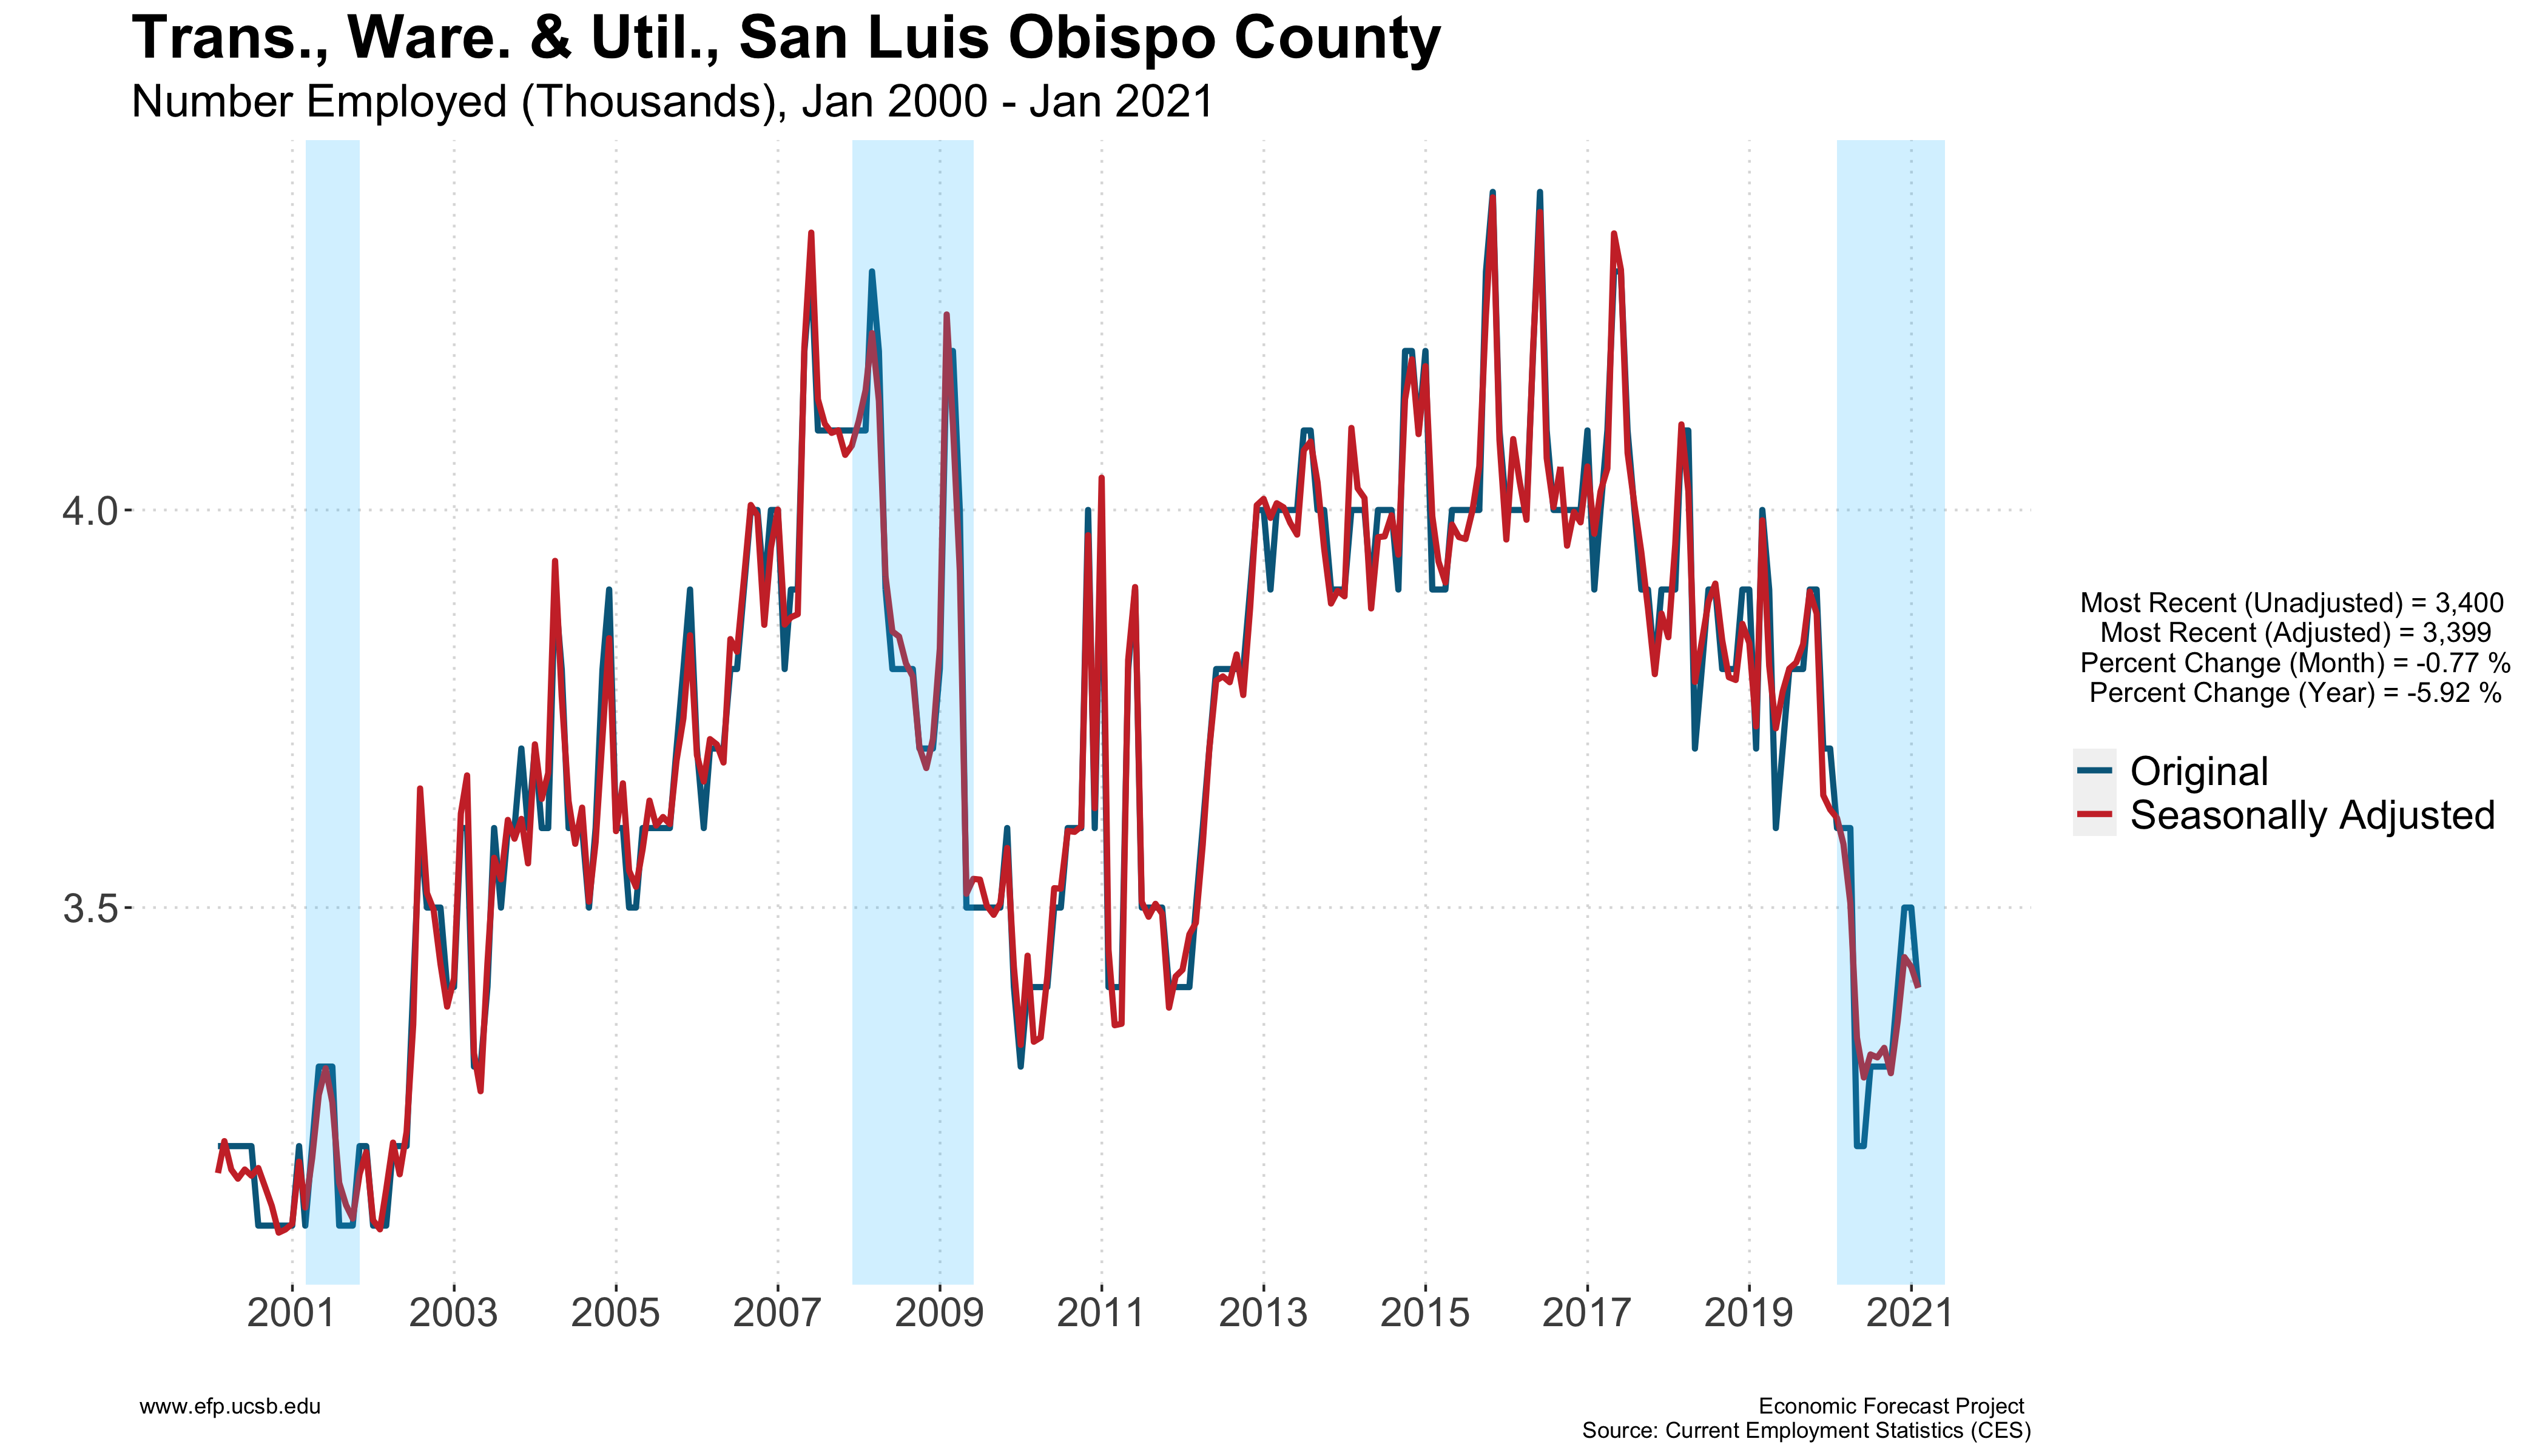 Trans., Ware. & Util., San Luis Obispo County
Number Employed (Thousands), Jan 2000 - Jan 2021
4.0
3.5
2001 2003 2005 2007 2009 2011 2013 2015 2017 2019 2021
Most Recent (Unadjusted) = 3,400
Most Recent (Adjusted) = 3,399
Percent Change (Month) = -0.77 %
Percent Change (Year) = -5.92 %
Original
Seasonally Adjusted
www.efp.ucsb.edu
Economic Forecast Project
Source: Current Employment Statistics (CES)